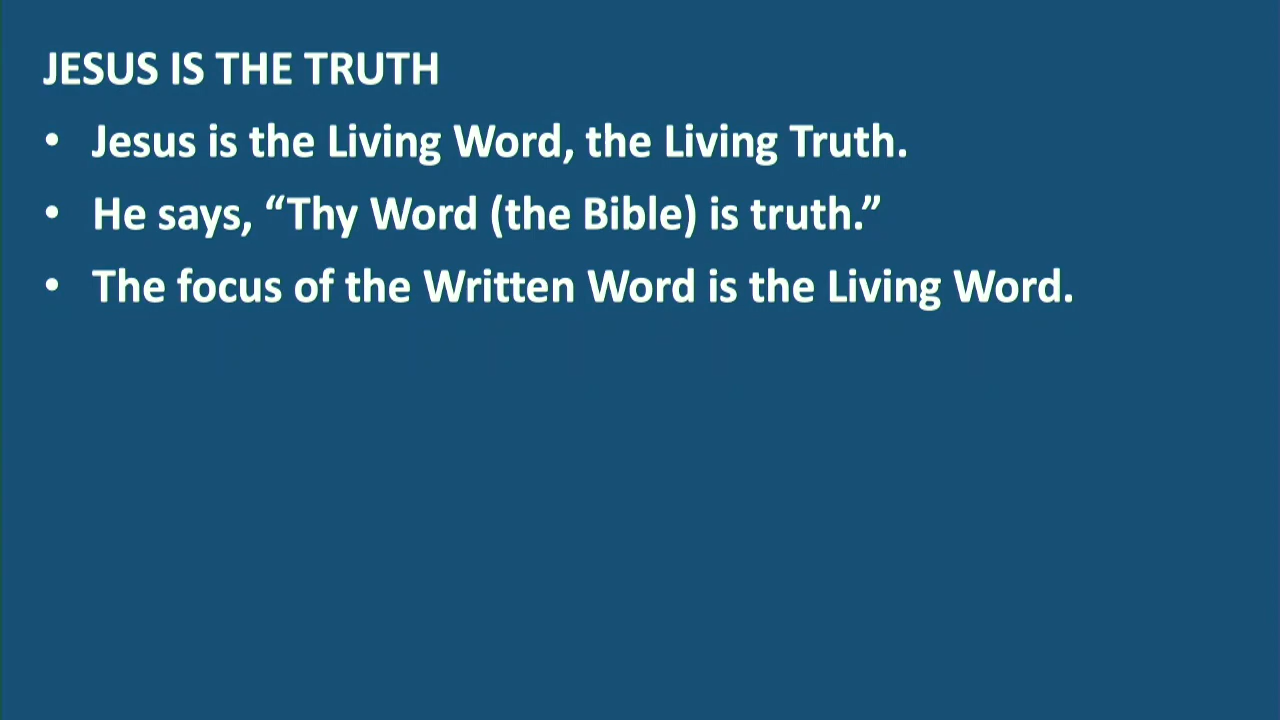 JESUS IS THE TRUTH
• Jesus is the Living Word, the Living Truth.
• He says, “Thy Word (the Bible) is truth.”
• The focus of the Written Word is the Living Word.